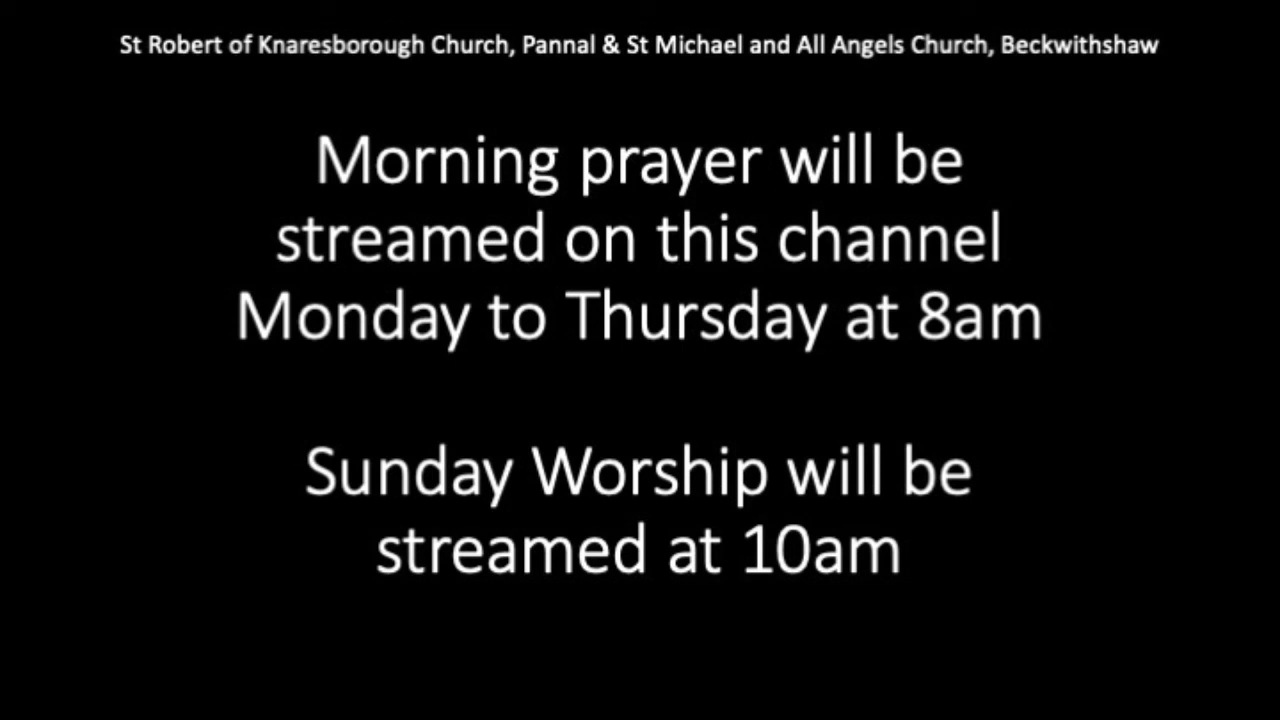 St Robert of Knaresborough Church, Pannal & St Michael and All Angels Church, Beckwithshaw
Morning prayer will be
streamed on this channel
Monday to Thursday at 8am
Sunday Worship will be
streamed at 10am